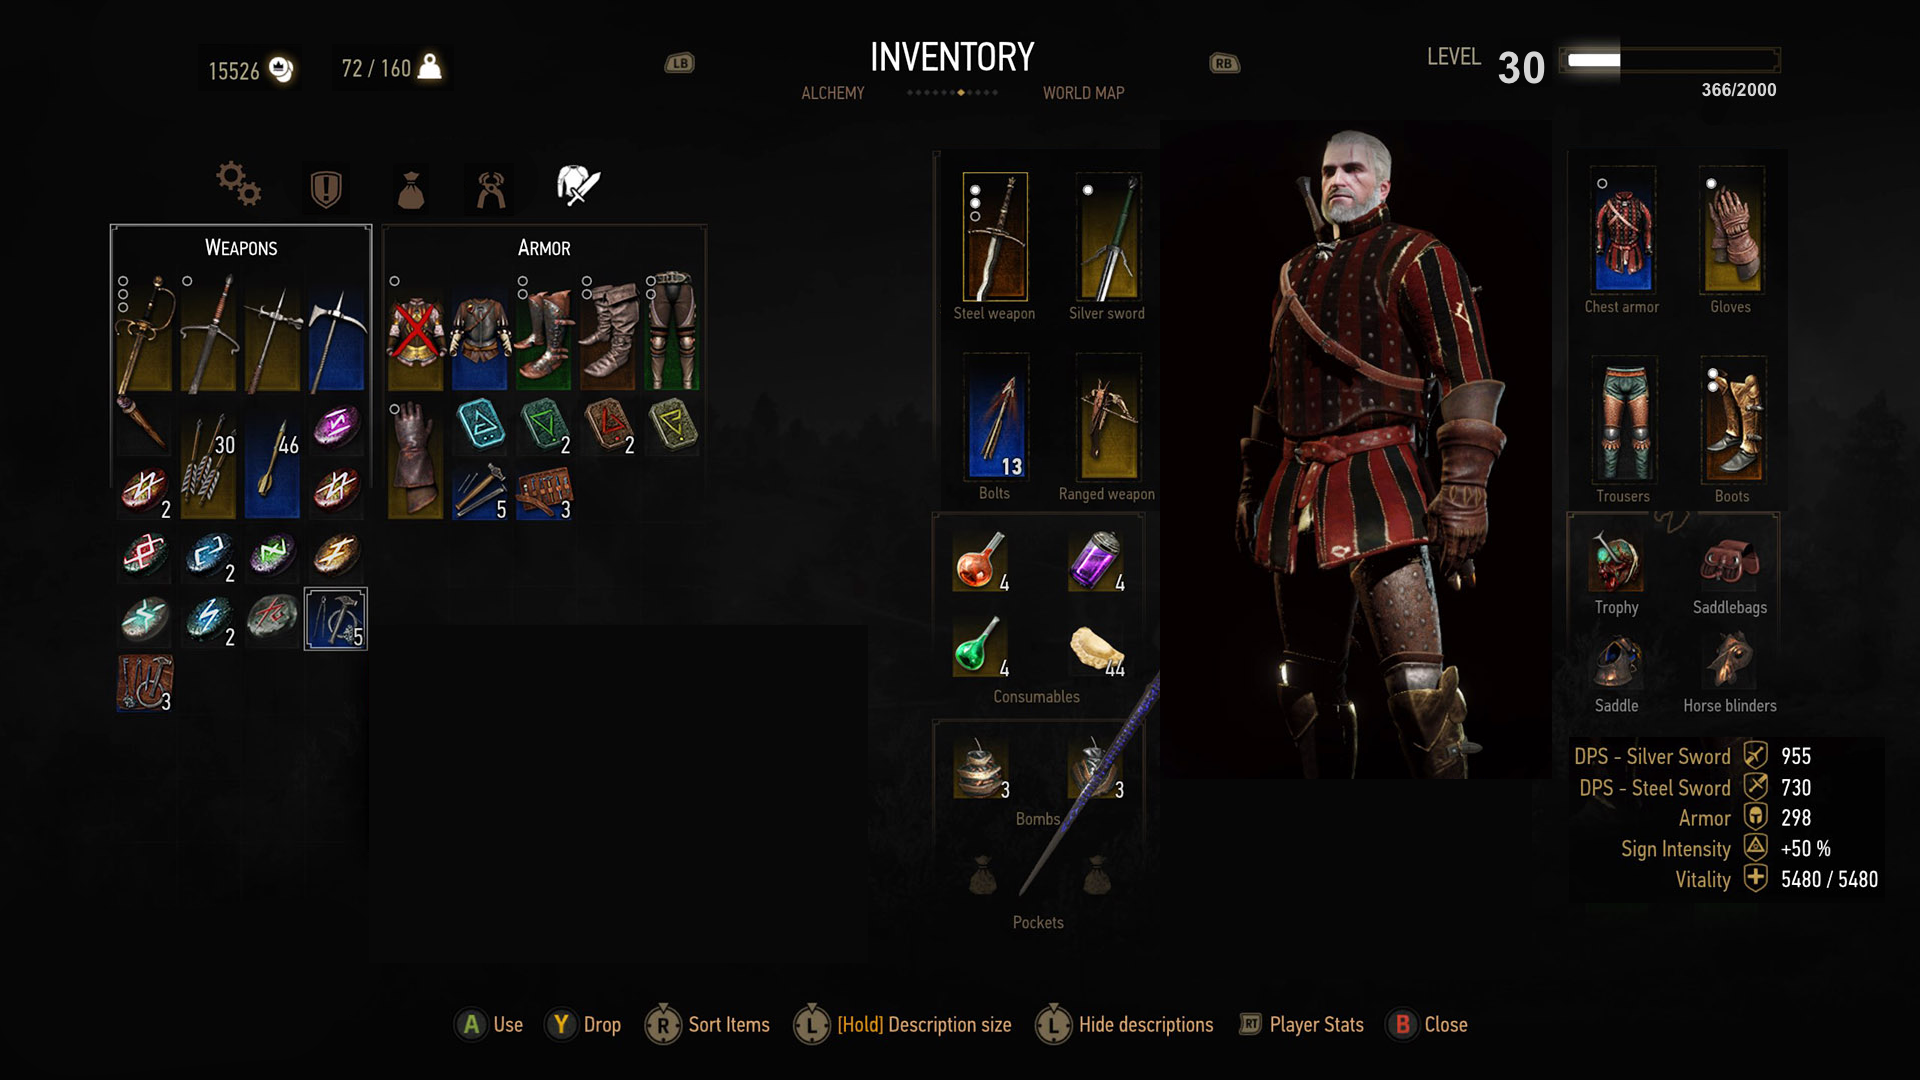 15526
72 / 160
LB
INVENTORY
RB
LEVEL 30
366/2000
ALCHEMY
WORLD MAP
WEAPONS
ARMOR
30
46
2
2
2
2
2
5
5
3
3
Steel weapon
Silver sword
13
Bolts
Ranged weapon
4
4
4
44
Consumables
3
3
Bombs
Pockets
Chest armor
Gloves
Trousers
Boots
Trophy
Saddlebags
Saddle
Horse blinders
DPS - Silver Sword 955
DPS - Steel Sword 730
Armor 298
Sign Intensity +50 %
Vitality 5480 / 5480
A Use
Y Drop
R Sort Items
L [Hold] Description size
L Hide descriptions
RT Player Stats
B Close